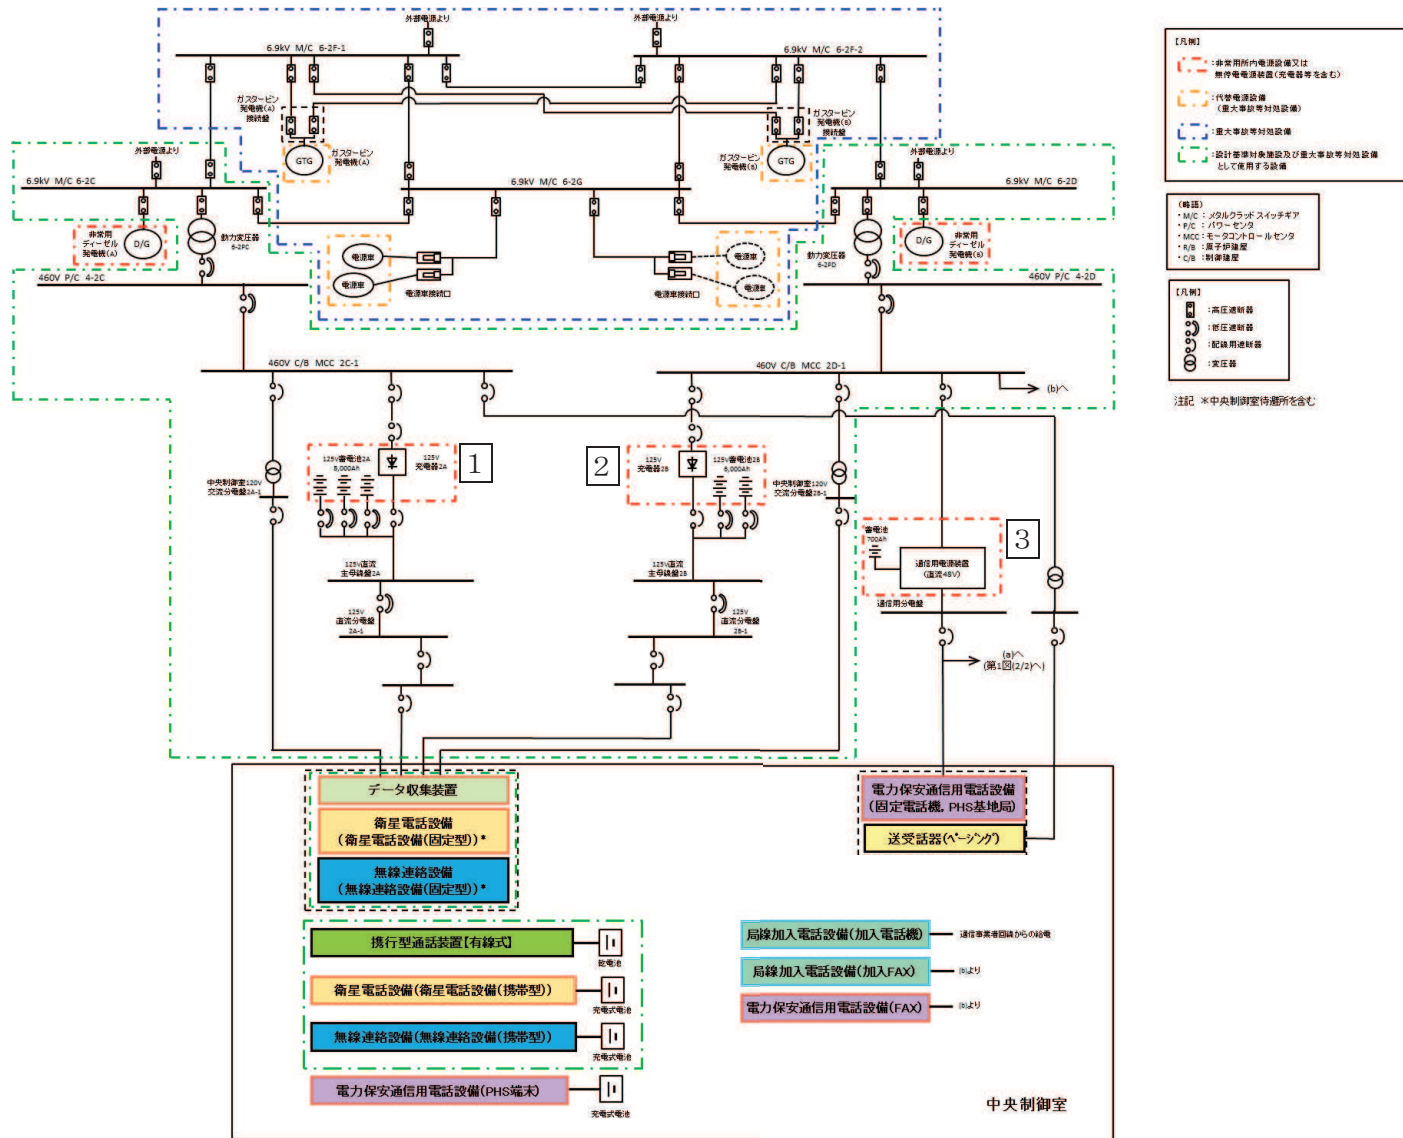 外部電源より
外部電源より
6.9kV M/C 6-2F-1
6.9kV M/C 6-2F-2
ガスタービン
発電機(A)
接続盤
ガスタービン
発電機(B)
接続盤
GTG
ガスタービン
発電機(A)
ガスタービン
発電機(B)
GTG
外部電源より
外部電源より
6.9kV M/C 6-2C
6.9kV M/C 6-2G
6.9kV M/C 6-2D
非常用
ディーゼル
発電機(A)
D/G
動力変圧器
6-2PC
電源車
電源車
電源車接続口
電源車
電源車
電源車接続口
動力変圧器
6-2PD
D/G
非常用
ディーゼル
発電機(B)
460V P/C 4-2C
460V P/C 4-2D
460V C/B MCC 2C-1
460V C/B MCC 2D-1
(b)へ
125V蓄電池2A
8,000Ah
125V
充電器2A
1
2
125V
充電器2B
125V蓄電池2B
6,000Ah
中央制御室120V
交流分電盤2A-1
中央制御室120V
交流分電盤2B-1
蓄電池
700Ah
通信用電源装置
(直流48V)
3
125V直流
主母線盤2A
125V直流
主母線盤2B
通信用分電盤
125V
直流分電盤
2A-1
125V
直流分電盤
2B-1
(a)へ
(第1図(2/2)へ)
データ収集装置
衛星電話設備
(衛星電話設備(固定型))*
無線連絡設備
(無線連絡設備(固定型))*
電力保安通信用電話設備
(固定電話機, PHS基地局)
送受話器(ページング)
携行型通話装置【有線式】
乾電池
衛星電話設備(衛星電話設備(携帯型))
充電式電池
無線連絡設備(無線連絡設備(携帯型))
充電式電池
電力保安通信用電話設備(PHS端末)
充電式電池
局線加入電話設備(加入電話機)
通信事業者回線からの給電
局線加入電話設備(加入FAX)
(b)より
電力保安通信用電話設備(FAX)
(b)より
中央制御室
【凡例】
:非常用所内電源設備又は
無停電電源装置(充電器等を含む)
:代替電源設備
(重大事故等対処設備)
:重大事故等対処設備
:設計基準対象施設及び重大事故等対処設備
として使用する設備
(略語)
・M/C :メタルクラッドスイッチギア
・P/C :パワーセンタ
・MCC :モータコントロールセンタ
・R/B :原子炉建屋
・C/B :制御建屋
【凡例】
:高圧遮断器
:低圧遮断器
:配線用遮断器
:変圧器
注記 *中央制御室待避所を含む